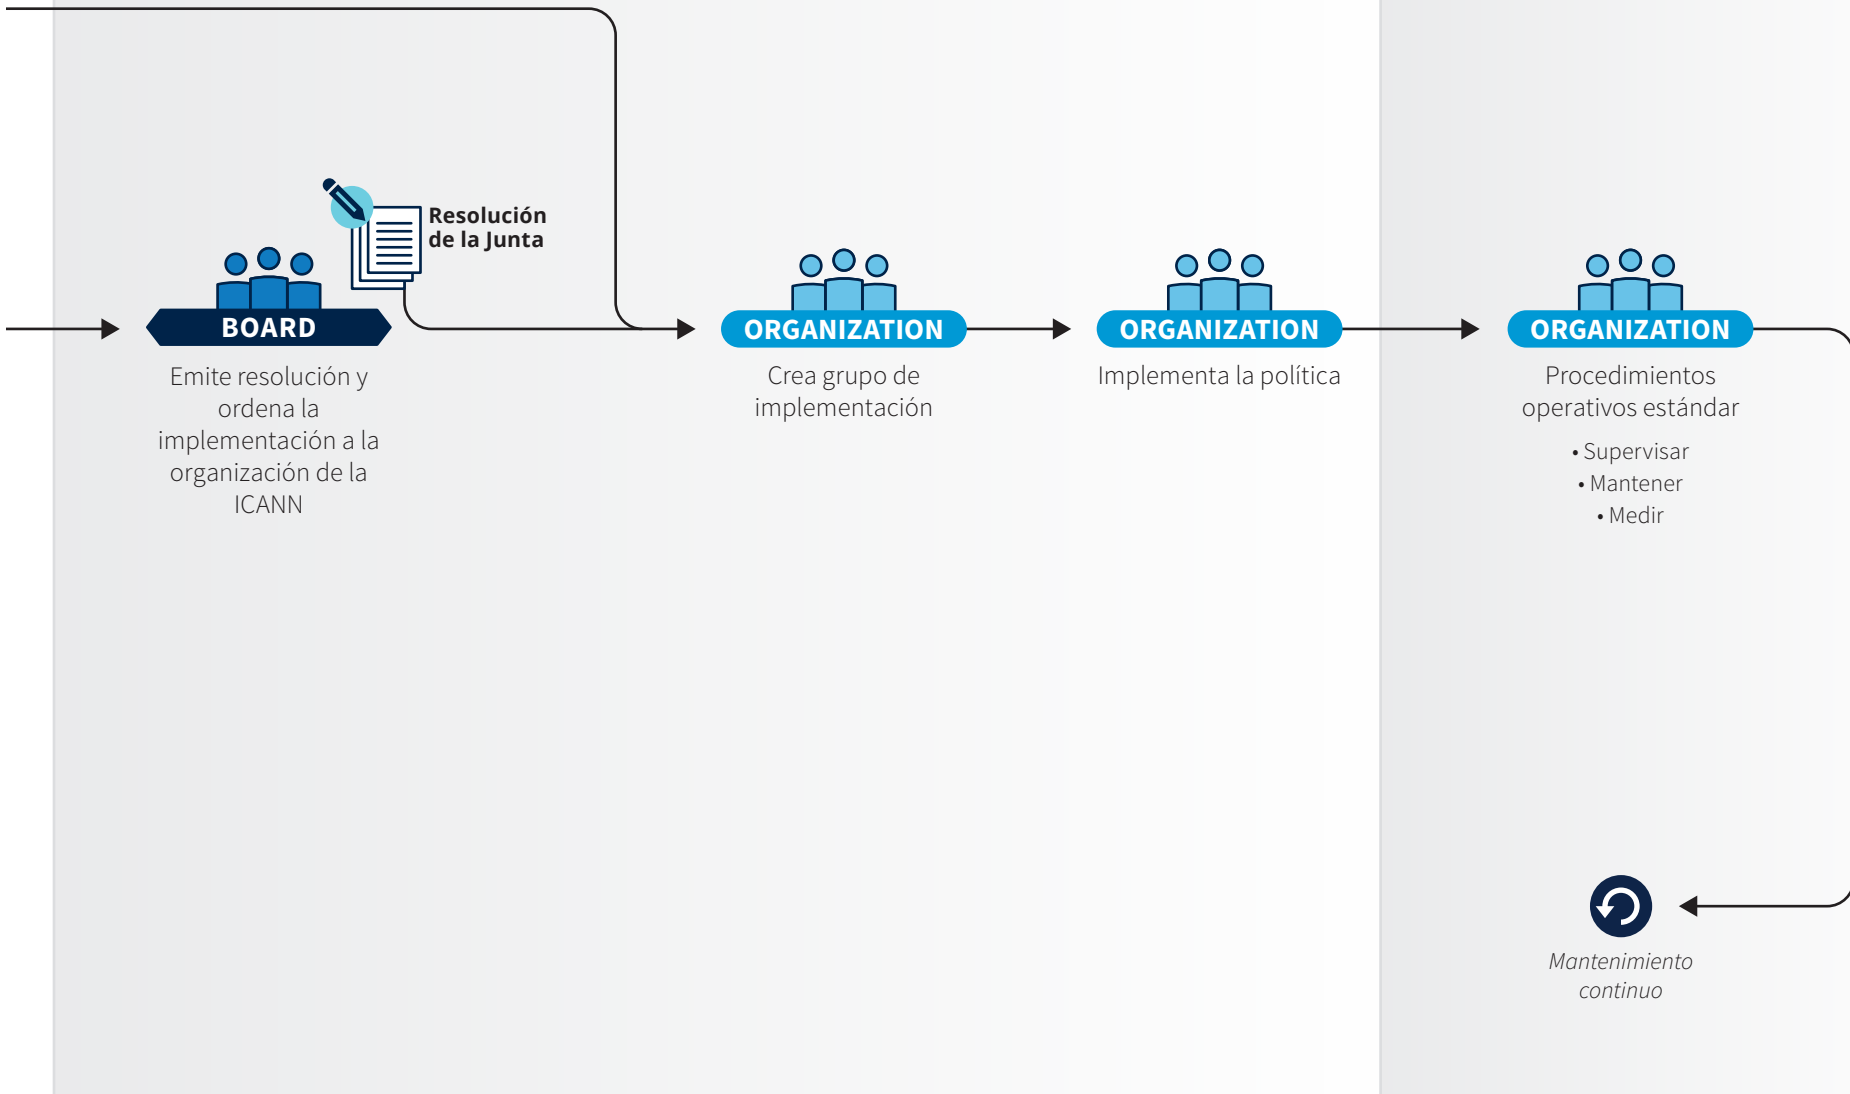 Resolución
de la Junta
BOARD
Emite resolución y
ordena la
implementación a la
organización de la
ICANN
ORGANIZATION
Crea grupo de
implementación
ORGANIZATION
Implementa la política
ORGANIZATION
Procedimientos
operativos estándar
• Supervisar
• Mantener
• Medir
Mantenimiento
continuo